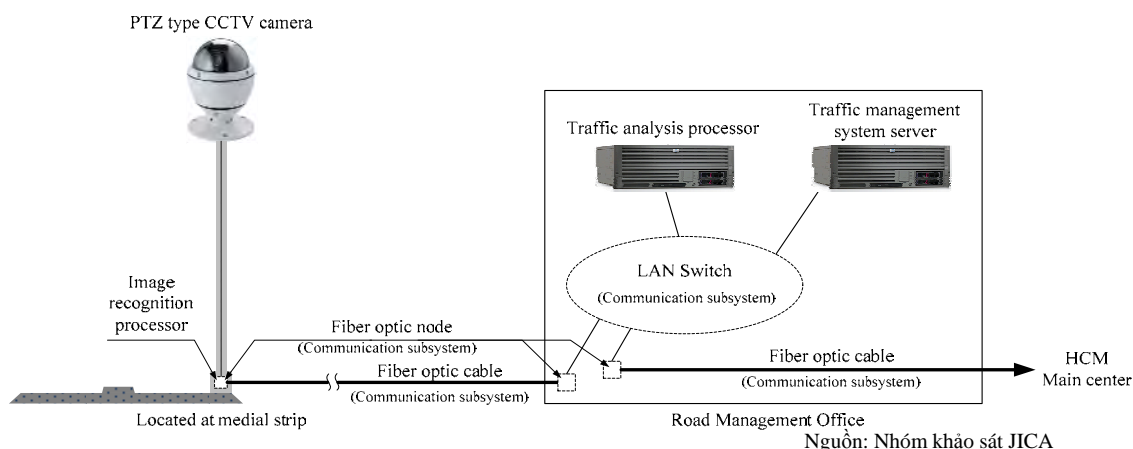 PTZ type CCTV camera
Traffic analysis processor
Traffic management
system server
LAN Switch
(Communication subsystem)
Image
recognition
processor
Fiber optic node
(Communication subsystem)
Fiber optic cable
(Communication subsystem)
Fiber optic cable
(Communication subsystem)
HCM
Main center
Located at medial strip
Road Management Office
Nguồn: Nhóm khảo sát JICA